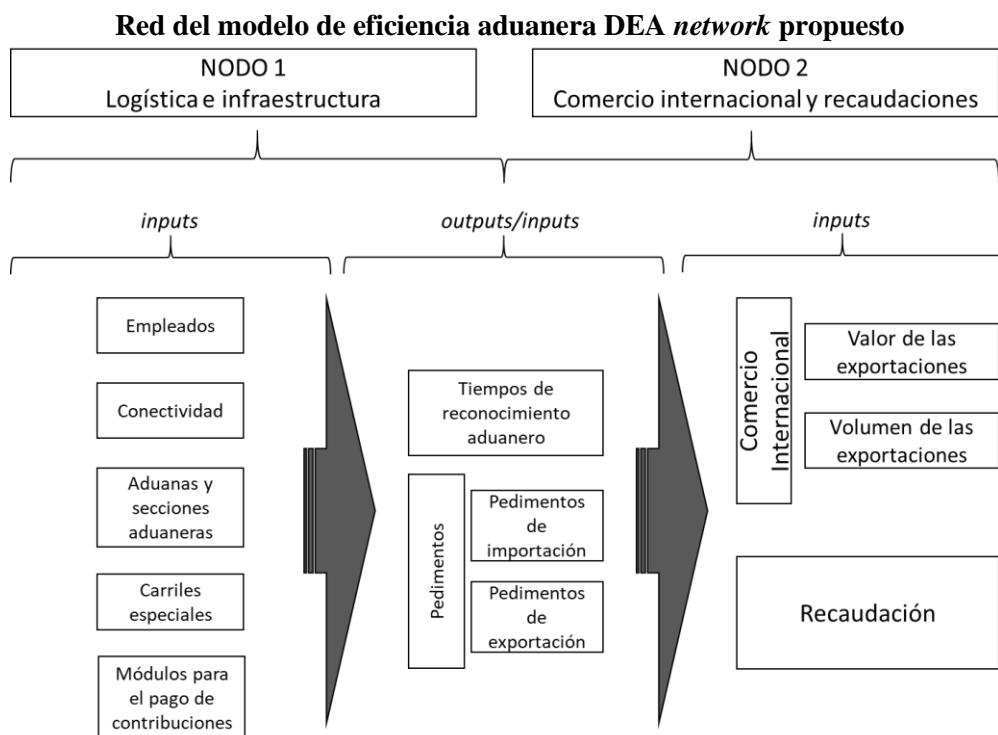 Red del modelo de eficiencia aduanera DEA network propuesto
NODO 1
Logística e infraestructura
NODO 2
Comercio internacional y recaudaciones
inputs
outputs/inputs
inputs
Empleados
Conectividad
Aduanas y
secciones
aduaneras
Carriles
especiales
Módulos para
el pago de
contribuciones
Tiempos de
reconocimiento
aduanero
Pedimentos
Pedimentos
de
importación
Pedimentos
de
exportación
Comercio
Internacional
Valor de las
exportaciones
Volumen de las
exportaciones
Recaudación